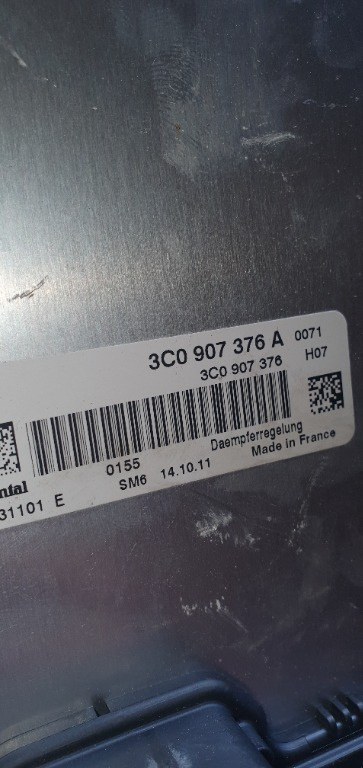 3C0 907 376 A 0071
3C0 907 376 H07
0155 Daempferregelung
SM6 14.10.11 Made in France
31101 E